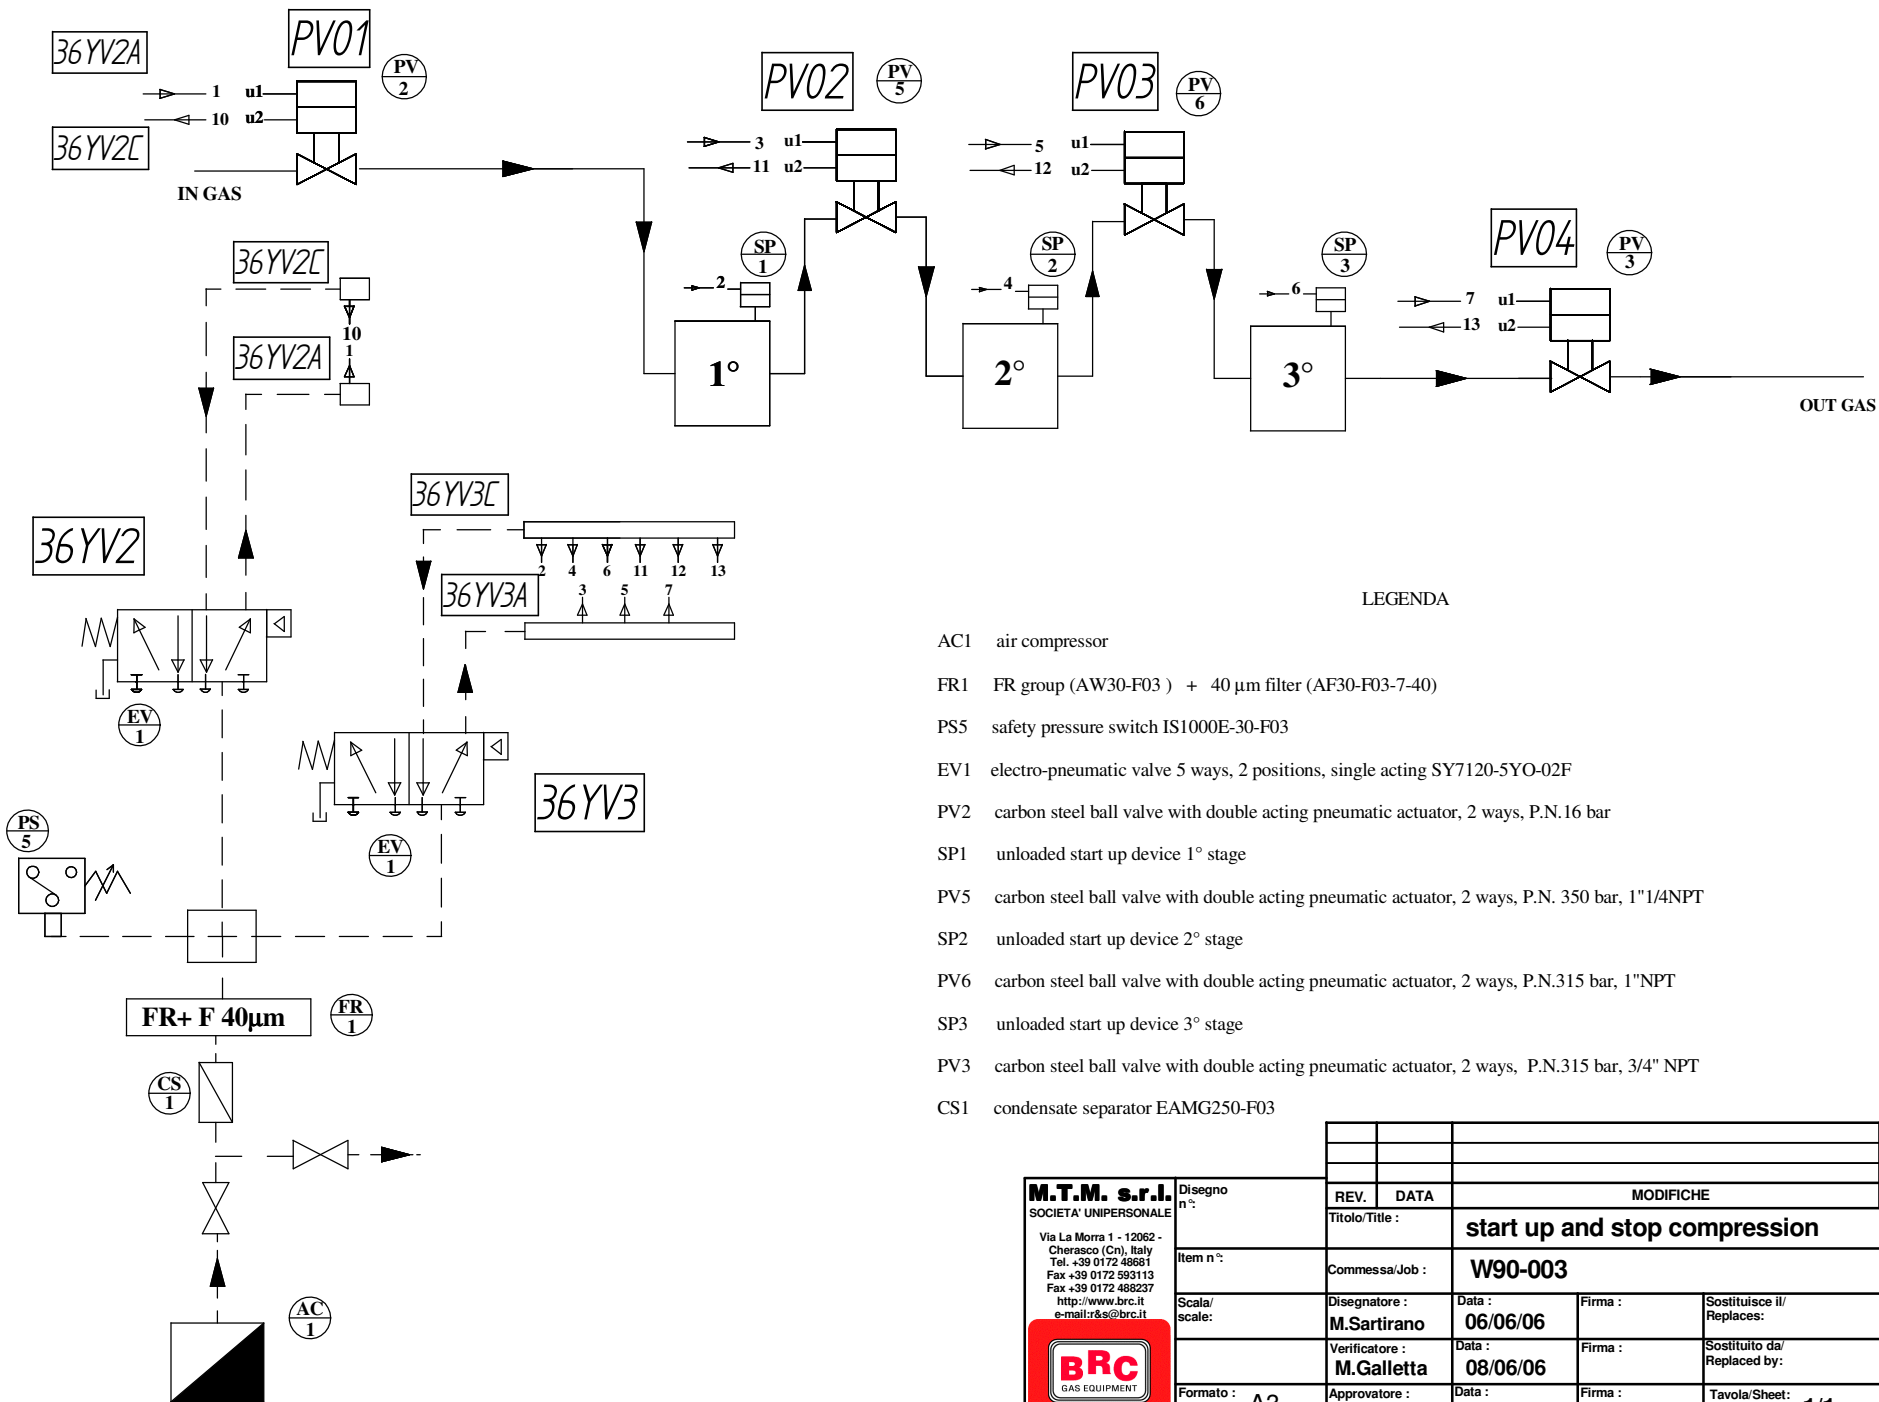 36YV2A
PV01
PV
2
1 u1
10 u2
36YV2C
IN GAS
PV02
PV
5
3 u1
11 u2
PV03
PV
6
5 u1
12 u2
PV04
PV
3
7 u1
13 u2
SP
1
2
SP
2
4
SP
3
6
1°
2°
3°
OUT GAS
36YV2C
10
1
36YV2A
36YV2
36YV3C
2 4 6 11 12 13
36YV3A
3 5 7
EV
1
36YV3
EV
1
PS
5
FR+ F 40µm
FR
1
CS
1
AC
1
LEGENDA
AC1 air compressor
FR1 FR group (AW30-F03 ) + 40 µm filter (AF30-F03-7-40)
PS5 safety pressure switch IS1000E-30-F03
EV1 electro-pneumatic valve 5 ways, 2 positions, single acting SY7120-5YO-02F
PV2 carbon steel ball valve with double acting pneumatic actuator, 2 ways, P.N.16 bar
SP1 unloaded start up device 1° stage
PV5 carbon steel ball valve with double acting pneumatic actuator, 2 ways, P.N. 350 bar, 1"1/4NPT
SP2 unloaded start up device 2° stage
PV6 carbon steel ball valve with double acting pneumatic actuator, 2 ways, P.N.315 bar, 1"NPT
SP3 unloaded start up device 3° stage
PV3 carbon steel ball valve with double acting pneumatic actuator, 2 ways, P.N.315 bar, 3/4" NPT
CS1 condensate separator EAMG250-F03
M.T.M. s.r.l.
SOCIETA' UNIPERSONALE
Via La Morra 1 - 12062 -
Cherasco (Cn), Italy
Tel. +39 0172 48681
Fax +39 0172 593113
Fax +39 0172 488237
http://www.brc.it
e-mail:r&s@brc.it
BRC
GAS EQUIPMENT
Disegno
n°:
Item n°:
Scala/
scale:
Formato :
REV. DATA MODIFICHE
Titolo/Title :
start up and stop compression
Commessa/Job : W90-003
Disegnatore :
M.Sartirano
Data :
06/06/06
Firma :
Sostituisce il/
Replaces:
Verificatore :
M.Galletta
Data :
08/06/06
Firma :
Sostituito da/
Replaced by:
Approvatore :
Data :
Firma :
Tavola/Sheet: 1/1